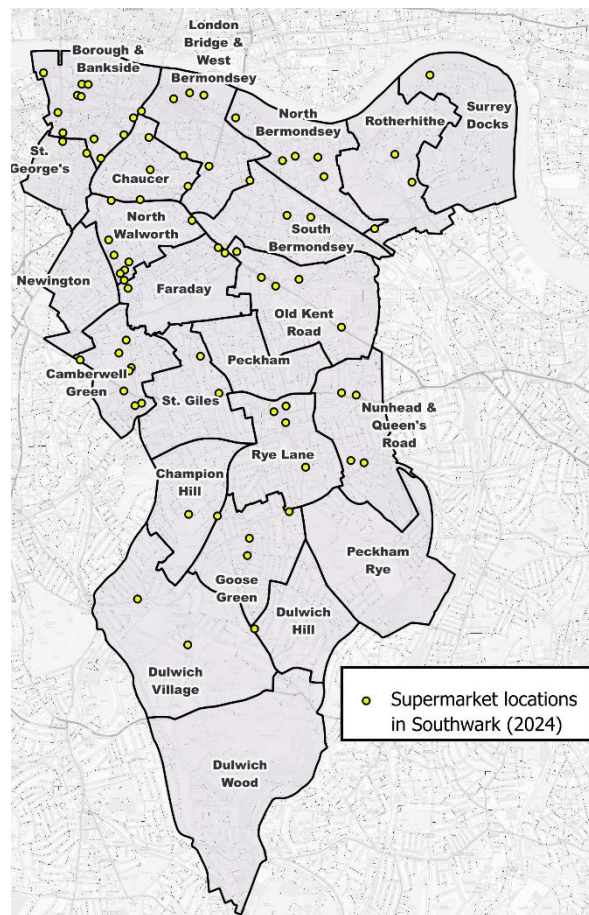 London
Bridge &
West
Bermondsey
Borough &
Bankside
North
Bermondsey
Rotherhithe
Surrey
Docks
St.
George's
Chaucer
North
Walworth
South
Bermondsey
Newington
Faraday
Old Kent
Road
Peckham
Camberwell
Green
St. Giles
Nunhead &
Queen's
Road
Rye Lane
Champion
Hill
Peckham
Rye
Goose
Green
Dulwich
Hill
Dulwich
Village
Supermarket locations
in Southwark (2024)
Dulwich
Wood